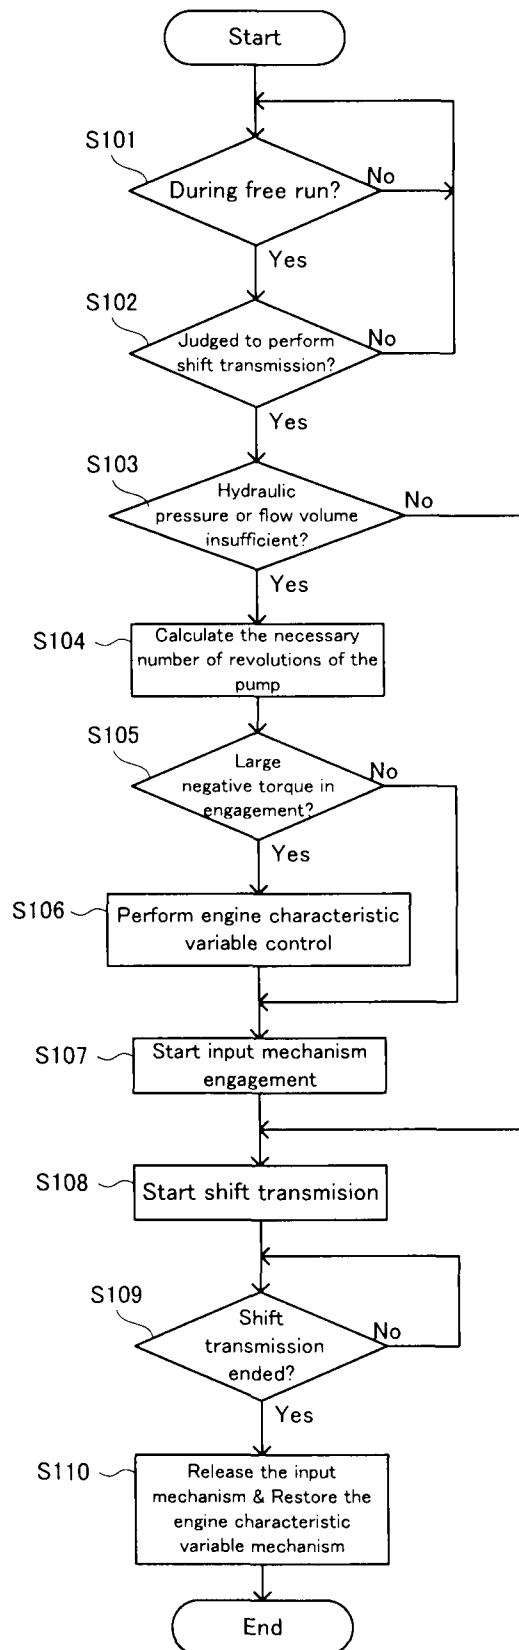 Start
S101
During free run?
No
Yes
S102
Judged to perform
shift transmission?
No
Yes
S103
Hydraulic
pressure or flow volume
insufficient?
No
Yes
S104
Calculate the necessary
number of revolutions of the
pump
S105
Large
negative torque in
engagement?
No
Yes
S106
Perform engine characteristic
variable control
S107
Start input mechanism
engagement
S108
Start shift transmision
S109
Shift
transmission
ended?
No
Yes
S110
Release the input
mechanism & Restore the
engine characteristic
variable mechanism
End